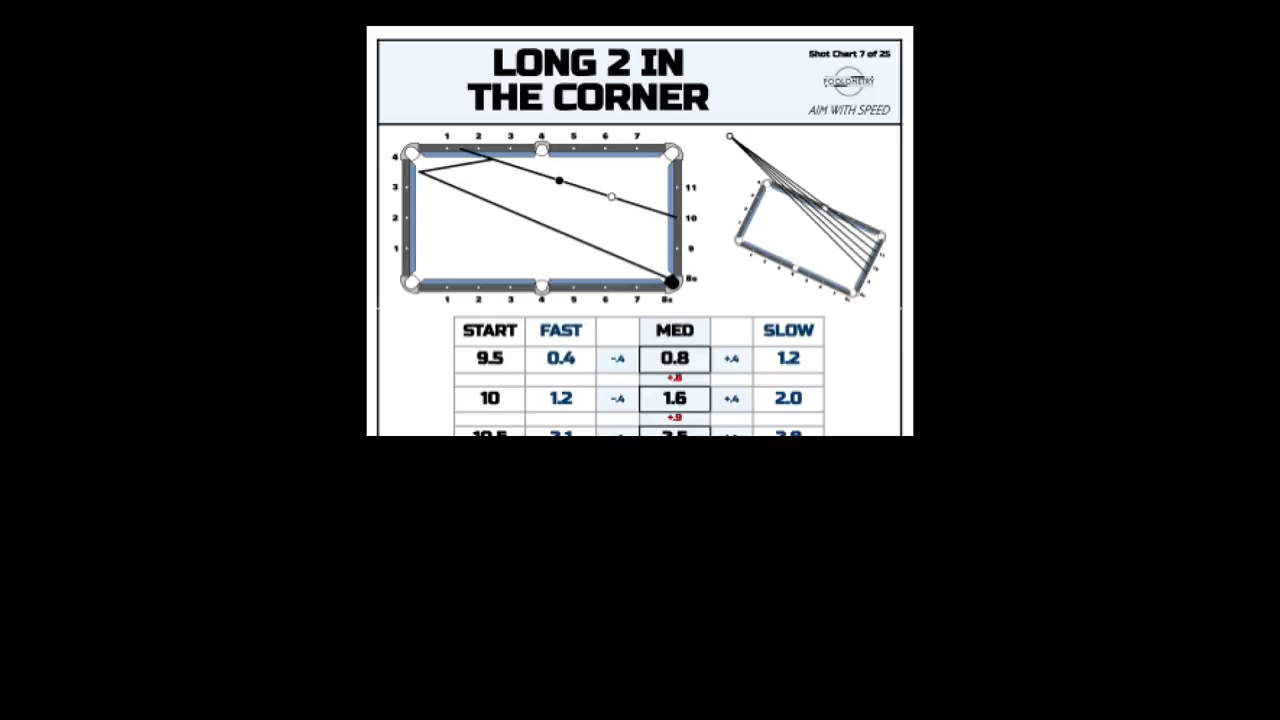 LONG 2 IN
THE CORNER
Shot Chart 7 of 25
POOLOMETRY
AIM WITH SPEED
1 2 3 4 5 6 7
4
3 11
2 10
1 9
1 2 3 4 5 6 7
START FAST MED SLOW
9.5 0.4 -.4 0.8 +.4 1.2
+.8
10 1.2 -.4 1.6 +.4 2.0
+.9